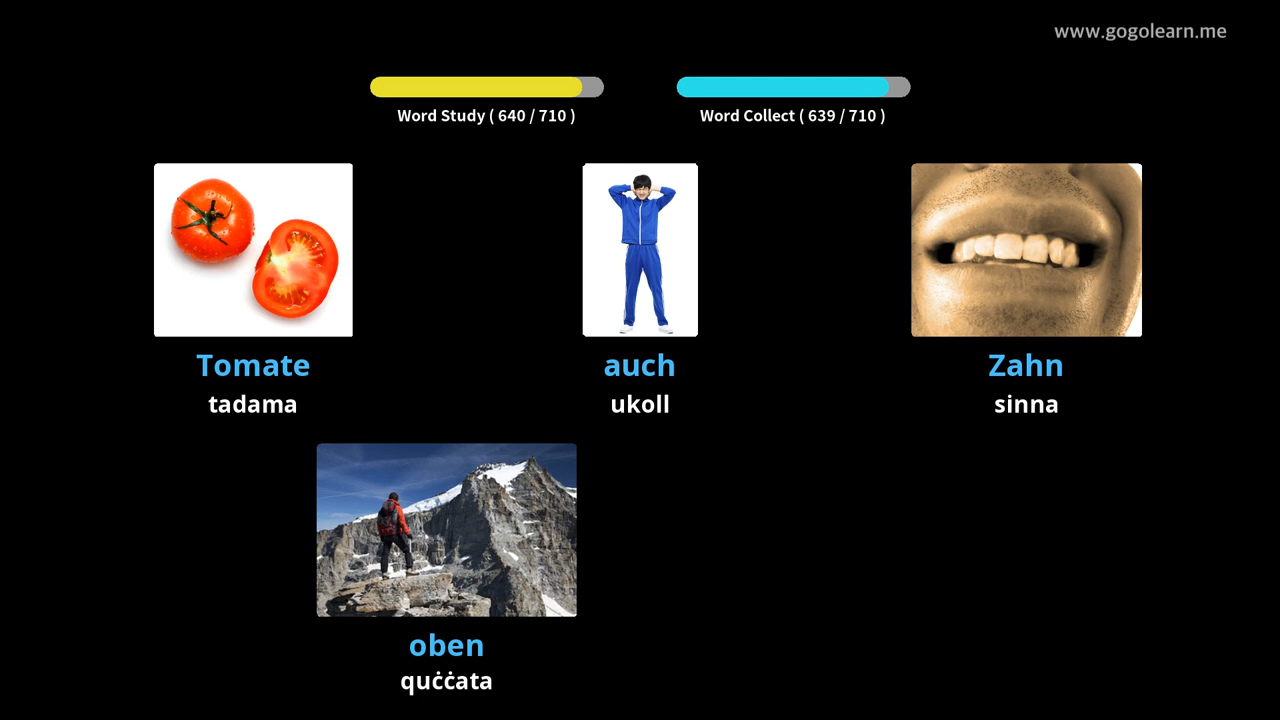 www.gogolearn.me
Word Study ( 640 / 710 )
Word Collect ( 639 / 710 )
Tomate
tadama
auch
ukoll
Zahn
sinna
oben
quċċata